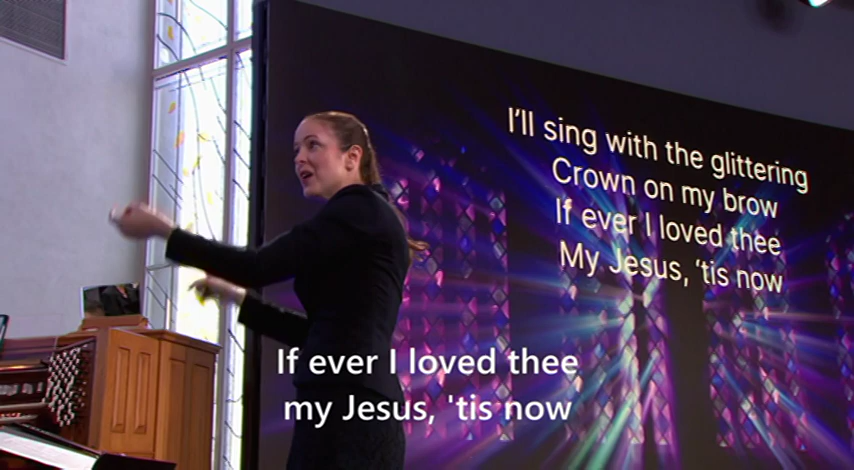 I'll sing with the glittering
Crown on my brow
If ever I loved thee
My Jesus, 'tis now
If ever I loved thee
my Jesus, 'tis now